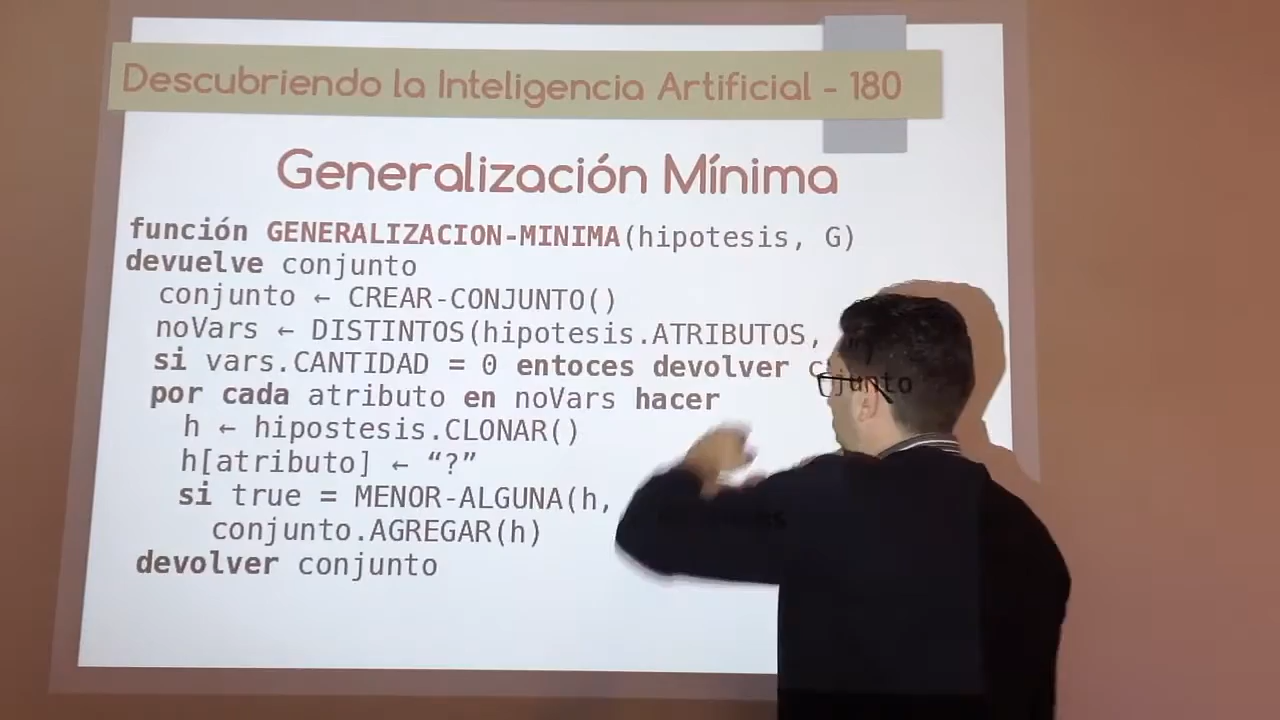 Descubriendo la Inteligencia Artificial - 180
Generalización Mínima
función GENERALIZACION-MINIMA(hipotesis, G)
devuelve conjunto
conjunto ← CREAR-CONJUNTO()
noVars ← DISTINTOS(hipotesis.ATRIBUTOS,
si vars.CANTIDAD = 0 entoces devolver conjunto
por cada atributo en noVars hacer
h ← hipostesis.CLONAR()
h[atributo] ← “?”
si true = MENOR-ALGUNA(h,
conjunto.AGREGAR(h)
devolver conjunto